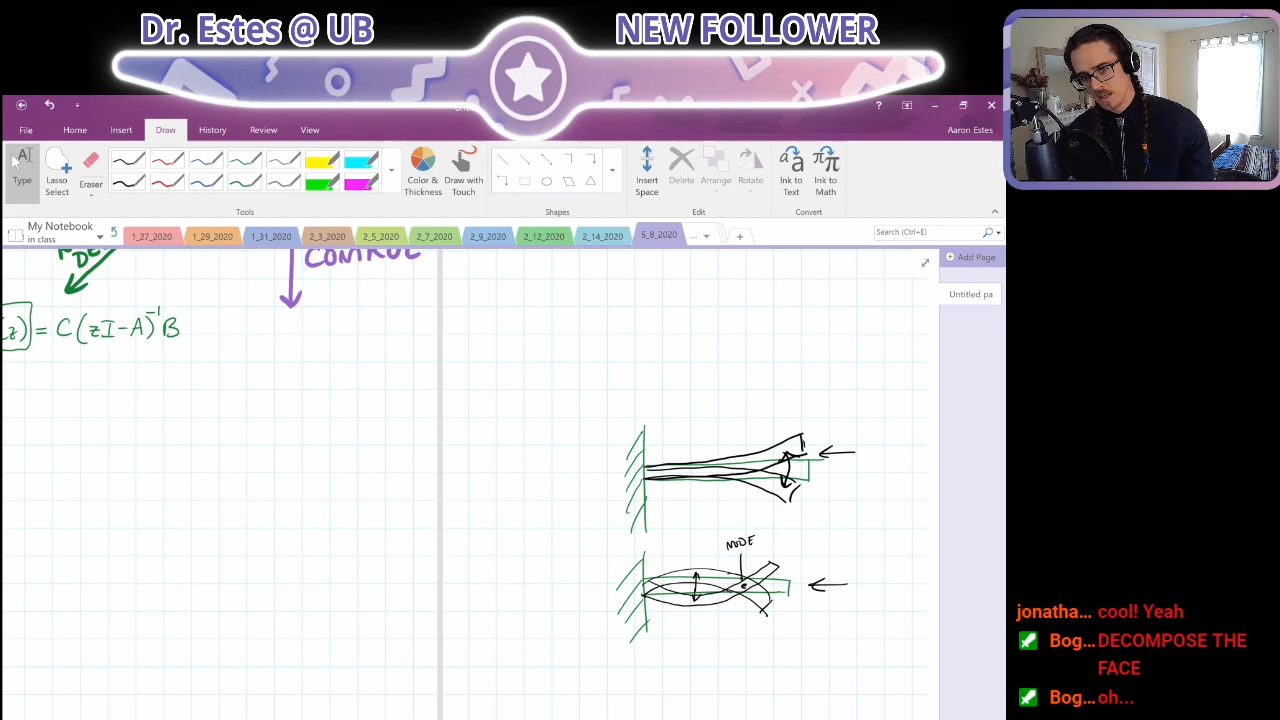 Dr. Estes @ UB
NEW FOLLOWER
File
Home
Insert
Draw
History
Review
View
Aaron Estes
Type
Lasso
Select
Eraser
Color &
Thickness
Draw with
Touch
Insert
Space
Delete
Arrange
Rotate
Ink to
Text
Ink to
Math
Tools
Shapes
Edit
Convert
My Notebook
in class
1_27_2020
1_29_2020
1_31_2020
2_3_2020
2_5_2020
2_7_2020
2_9_2020
2_12_2020
2_14_2020
5_8_2020
...
Search (Ctrl+E)
Add Page
Untitled pa
CONTROL
(z) = C(zI-A)⁻¹B
NODE
jonatha... cool! Yeah
Bog... DECOMPOSE THE
FACE
Bog... oh...